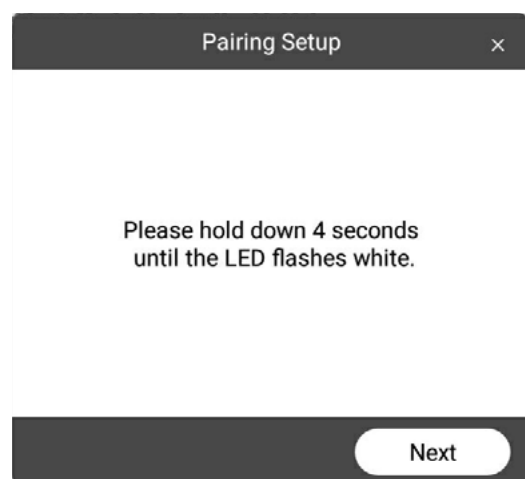 Pairing Setup ×
Please hold down 4 seconds
until the LED flashes white.
Next